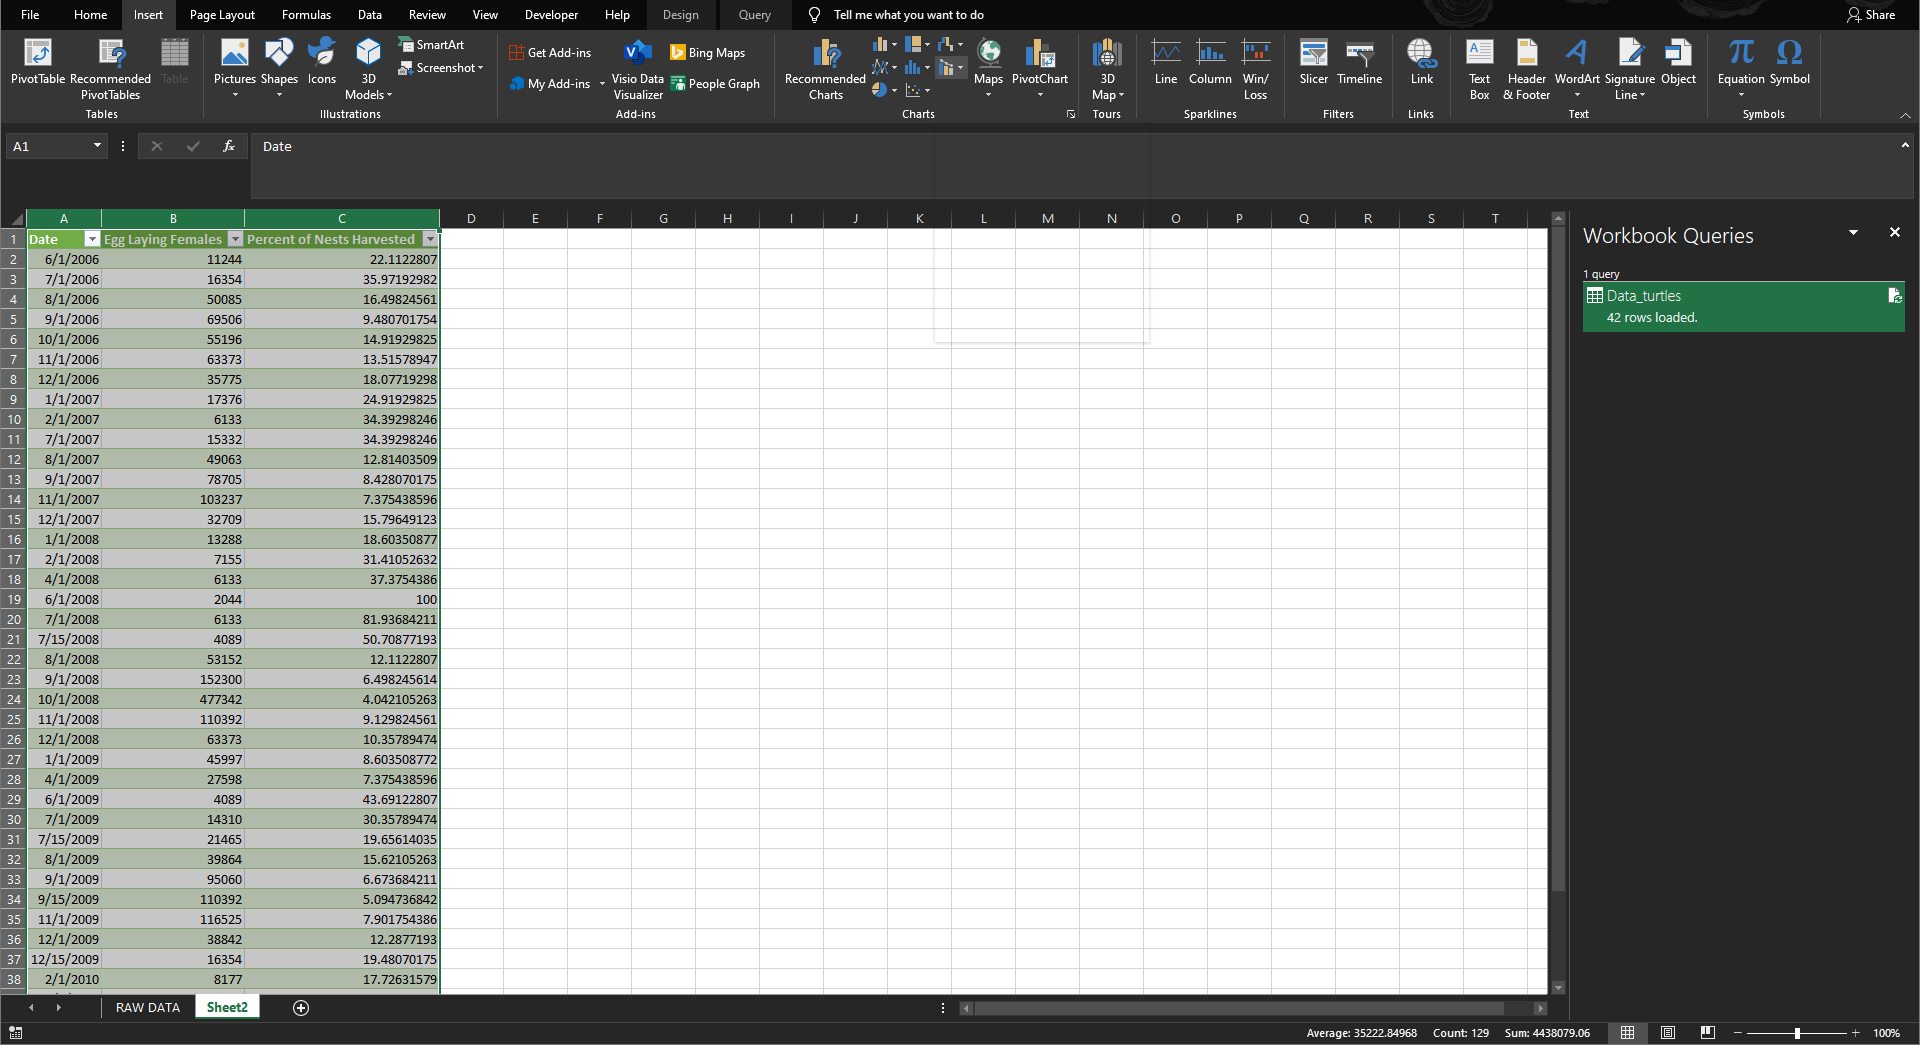 File Home Insert Page Layout Formulas Data Review View Developer Help Design Query Tell me what you want to do Share
PivotTable Recommended PivotTables Table
Tables
Pictures Shapes Icons 3D Models SmartArt Screenshot
Illustrations
Get Add-ins My Add-ins Visio Data Visualizer Bing Maps People Graph
Add-ins
Recommended Charts Maps PivotChart
Charts
3D Map
Tours
Line Column Win/Loss
Sparklines
Slicer Timeline
Filters
Link
Links
Text Box Header & Footer WordArt Signature Line Object
Text
Equation Symbol
Symbols
A1 fx Date
A B C D E F G H I J K L M N O P Q R S T
1 Date Egg Laying Females Percent of Nests Harvested
2 6/1/2006 11244 22.1122807
3 7/1/2006 16354 35.97192982
4 8/1/2006 50085 16.49824561
5 9/1/2006 69506 9.480701754
6 10/1/2006 55196 14.91929825
7 11/1/2006 63373 13.51578947
8 12/1/2006 35775 18.07719298
9 1/1/2007 17376 24.91929825
10 2/1/2007 6133 34.39298246
11 7/1/2007 15332 34.39298246
12 8/1/2007 49063 12.81403509
13 9/1/2007 78705 8.428070175
14 11/1/2007 103237 7.375438596
15 12/1/2007 32709 15.79649123
16 1/1/2008 13288 18.60350877
17 2/1/2008 7155 31.41052632
18 4/1/2008 6133 37.3754386
19 6/1/2008 2044 100
20 7/1/2008 6133 81.93684211
21 7/15/2008 4089 50.70877193
22 8/1/2008 53152 12.1122807
23 9/1/2008 152300 6.498245614
24 10/1/2008 477342 4.042105263
25 11/1/2008 110392 9.129824561
26 12/1/2008 63373 10.35789474
27 1/1/2009 45997 8.603508772
28 4/1/2009 27598 7.375438596
29 6/1/2009 4089 43.69122807
30 7/1/2009 14310 30.35789474
31 7/15/2009 21465 19.65614035
32 8/1/2009 39864 15.62105263
33 9/1/2009 95060 6.673684211
34 9/15/2009 110392 5.094736842
35 11/1/2009 116525 7.901754386
36 12/1/2009 38842 12.2877193
37 12/15/2009 16354 19.48070175
38 2/1/2010 8177 17.72631579
Workbook Queries
1 query
Data_turtles
42 rows loaded.
RAW DATA Sheet2
Average: 35222.84968 Count: 129 Sum: 4438079.06 100%